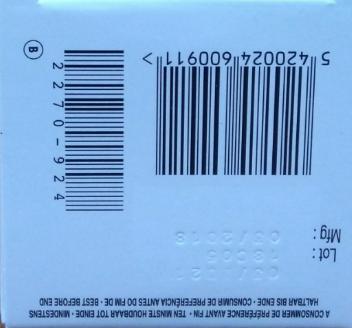 A CONSOMMER DE PRÉFÉRENCE AVANT FIN • TEN MINSTE HOUDBAAR TOT EINDE • MINDESTENS
HALTBAR BIS ENDE • CONSUMIR DE PREFERÊNCIA ANTES DO FIM DE • BEST BEFORE END
Lot : 18005
Mfg : 03/2018
5 420024 600911 >
2270-924
B